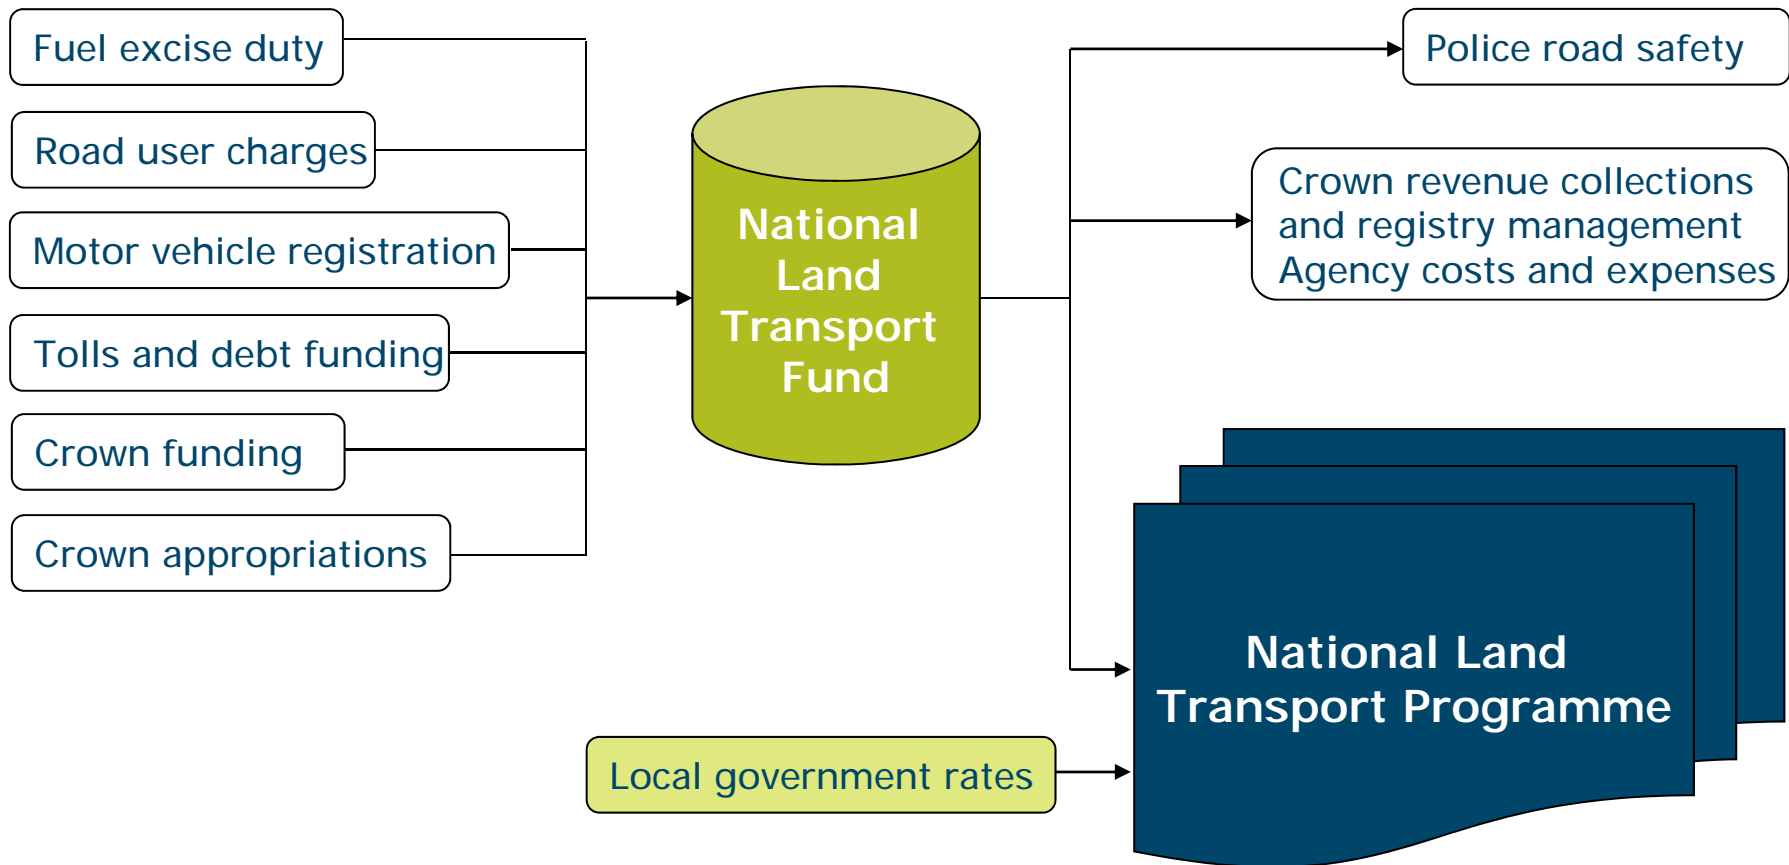 Fuel excise duty
Road user charges
Motor vehicle registration
Tolls and debt funding
Crown funding
Crown appropriations
National
Land
Transport
Fund
Police road safety
Crown revenue collections
and registry management
Agency costs and expenses
National Land
Transport Programme
Local government rates